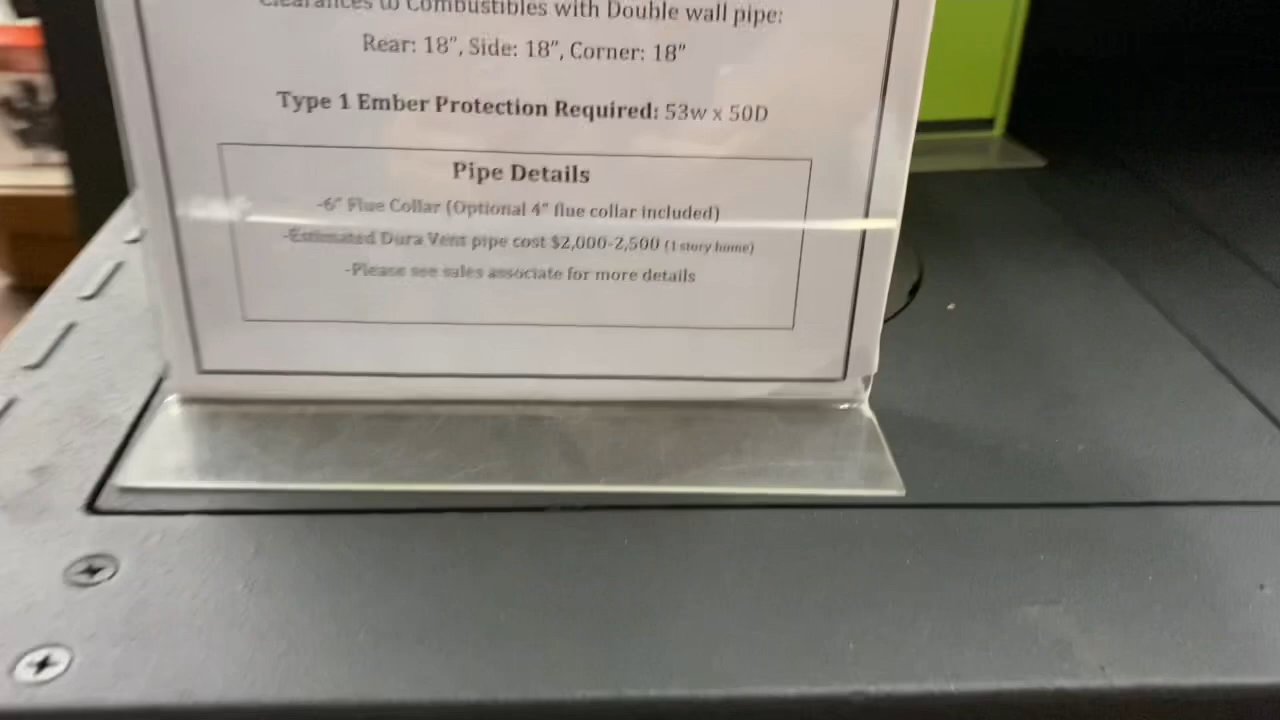 Clearances to Combustibles with Double wall pipe:
Rear: 18", Side: 18", Corner: 18"
Type 1 Ember Protection Required: 53w x 50D
Pipe Details
-6" Flue Collar (Optional 4" flue collar included)
-Estimated Dura Vent pipe cost $2,000-2,500 (1 story home)
-Please see sales associate for more details